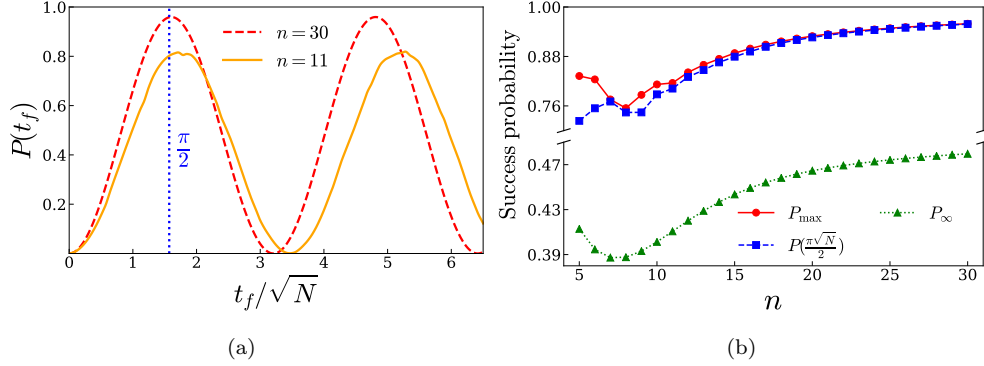 P(t_f)
1.0
0.8
0.6
0.4
0.2
n = 30
n = 11
π/2
0 1 2 3 4 5 6
t_f/√N
(a)
Success probability
1.00
0.88
0.76
0.47
0.43
0.39
P_max
P_∞
P(π√N/2)
5 10 15 20 25 30
n
(b)